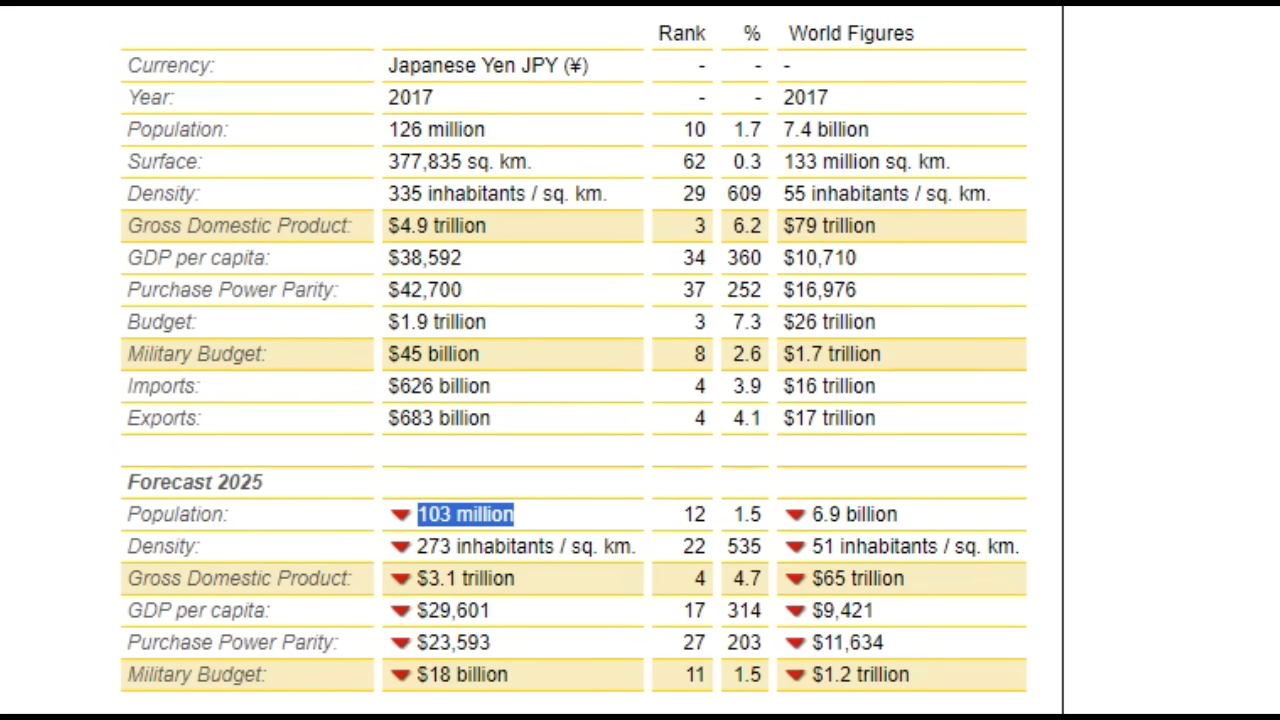 Rank % World Figures
Currency: Japanese Yen JPY (¥) - - -
Year: 2017 - - 2017
Population: 126 million 10 1.7 7.4 billion
Surface: 377,835 sq. km. 62 0.3 133 million sq. km.
Density: 335 inhabitants / sq. km. 29 609 55 inhabitants / sq. km.
Gross Domestic Product: $4.9 trillion 3 6.2 $79 trillion
GDP per capita: $38,592 34 360 $10,710
Purchase Power Parity: $42,700 37 252 $16,976
Budget: $1.9 trillion 3 7.3 $26 trillion
Military Budget: $45 billion 8 2.6 $1.7 trillion
Imports: $626 billion 4 3.9 $16 trillion
Exports: $683 billion 4 4.1 $17 trillion
Forecast 2025
Population: 103 million 12 1.5 6.9 billion
Density: 273 inhabitants / sq. km. 22 535 51 inhabitants / sq. km.
Gross Domestic Product: $3.1 trillion 4 4.7 $65 trillion
GDP per capita: $29,601 17 314 $9,421
Purchase Power Parity: $23,593 27 203 $11,634
Military Budget: $18 billion 11 1.5 $1.2 trillion